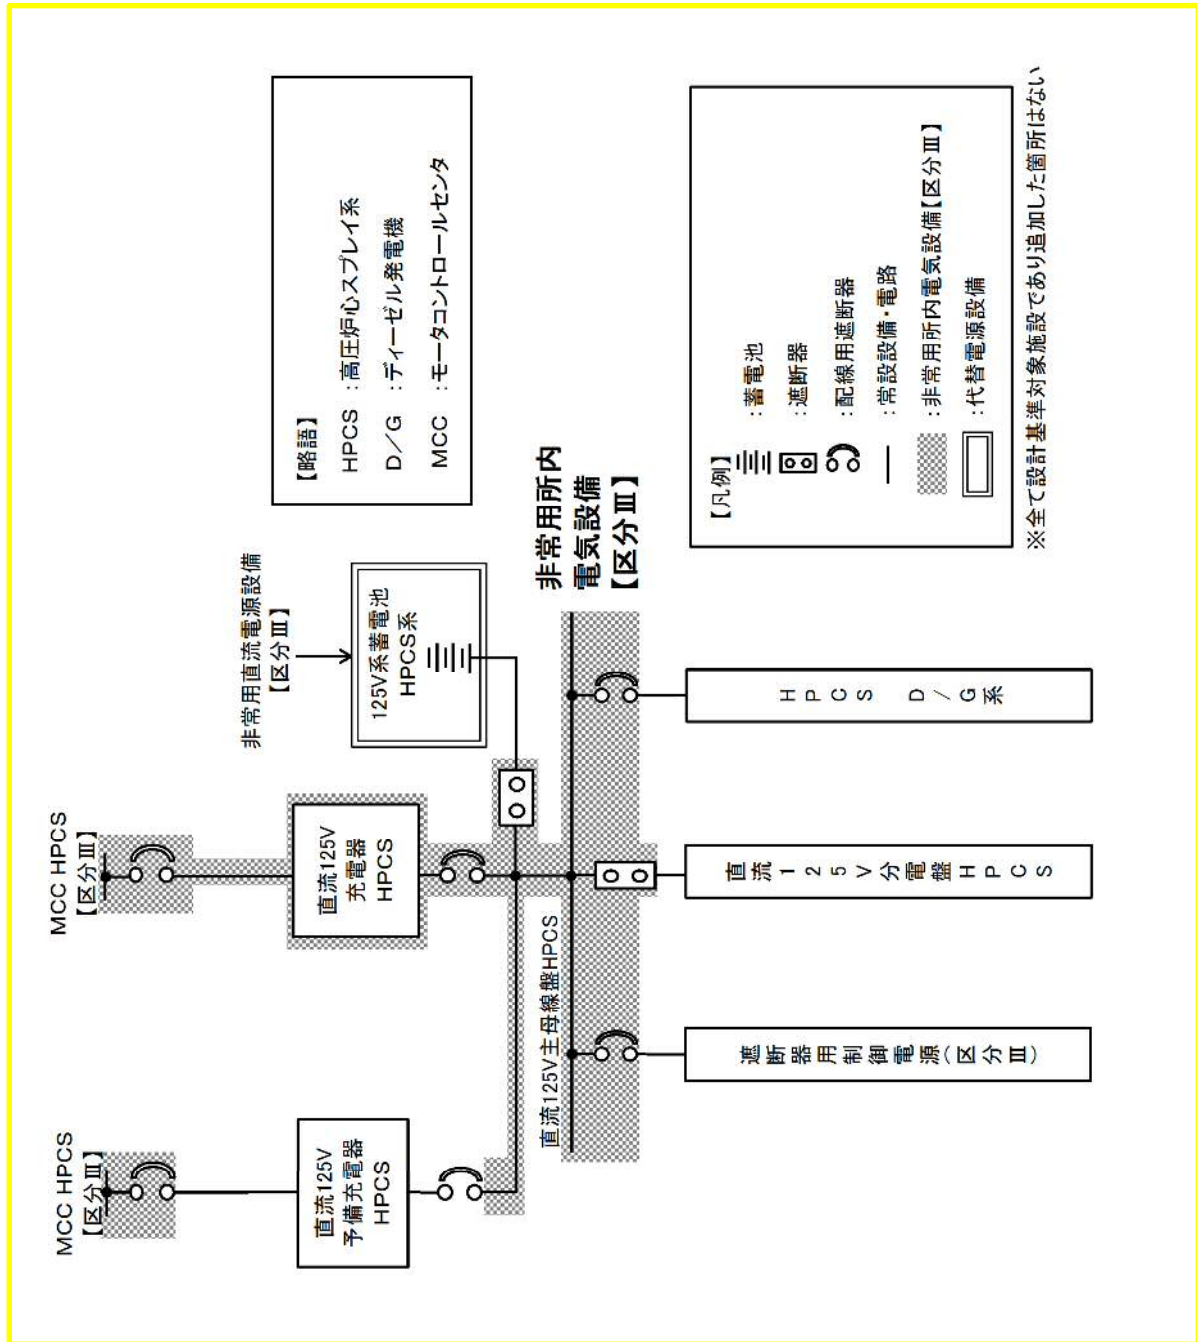 MCC HPCS
【区分Ⅲ】
直流125V
予備充電器
HPCS
MCC HPCS
【区分Ⅲ】
直流125V
充電器
HPCS
非常用直流電源設備
【区分Ⅲ】
125V系蓄電池
HPCS系
直流125V主母線盤HPCS
非常用所内
電気設備
【区分Ⅲ】
遮断器用制御電源(区分Ⅲ)
直流125V分電盤HPCS
HPCS D/G系
【略語】
HPCS :高圧炉心スプレイ系
D/G :ディーゼル発電機
MCC :モータコントロールセンタ
【凡例】
:蓄電池
:遮断器
:配線用遮断器
:常設設備・電路
:非常用所内電気設備【区分Ⅲ】
:代替電源設備
※全て設計基準対象施設であり追加した箇所はない